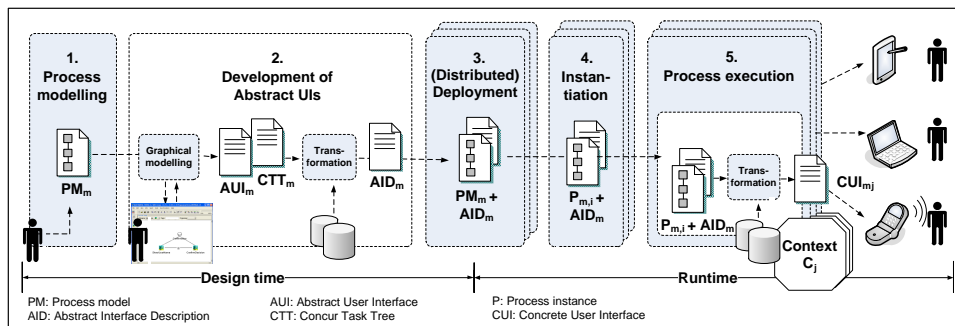 1.
Process
modelling
PMm
2.
Development of
Abstract UIs
Graphical
modelling
AUIm
CTTm
Trans-
formation
AIDm
3.
(Distributed)
Deployment
PMm +
AIDm
4.
Instan-
tiation
Pm,i +
AIDm
5.
Process execution
Pm,i + AIDm
Trans-
formation
CUImj
Context
Cj
Design time
Runtime
PM: Process model
AID: Abstract Interface Description
AUI: Abstract User Interface
CTT: Concur Task Tree
P: Process instance
CUI: Concrete User Interface